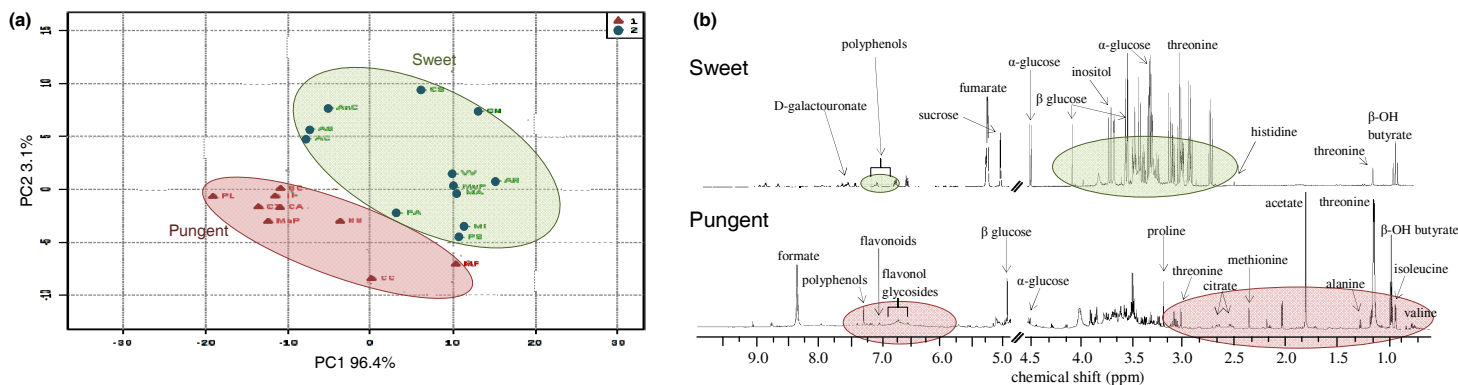 (a)
1
2
Sweet
CS
CN
AnC
AS
AC
VV
MuP
MA
AR
PA
MI
PS
PL
CA
MuP
Pungent
CC
MF
15
10
5
0
-5
-10
-30
-20
-10
0
10
20
30
PC2 3.1%
PC1 96.4%
(b)
Sweet
polyphenols
D-galactouronate
fumarate
sucrose
α-glucose
β glucose
inositol
α-glucose
threonine
histidine
threonine
β-OH
butyrate
Pungent
formate
polyphenols
flavonoids
flavonol
glycosides
β glucose
α-glucose
proline
threonine
citrate
methionine
acetate
threonine
alanine
β-OH butyrate
isoleucine
valine
9.0 8.0 7.0 6.0 5.0 4.5 4.0 3.5 3.0 2.5 2.0 1.0
chemical shift (ppm)